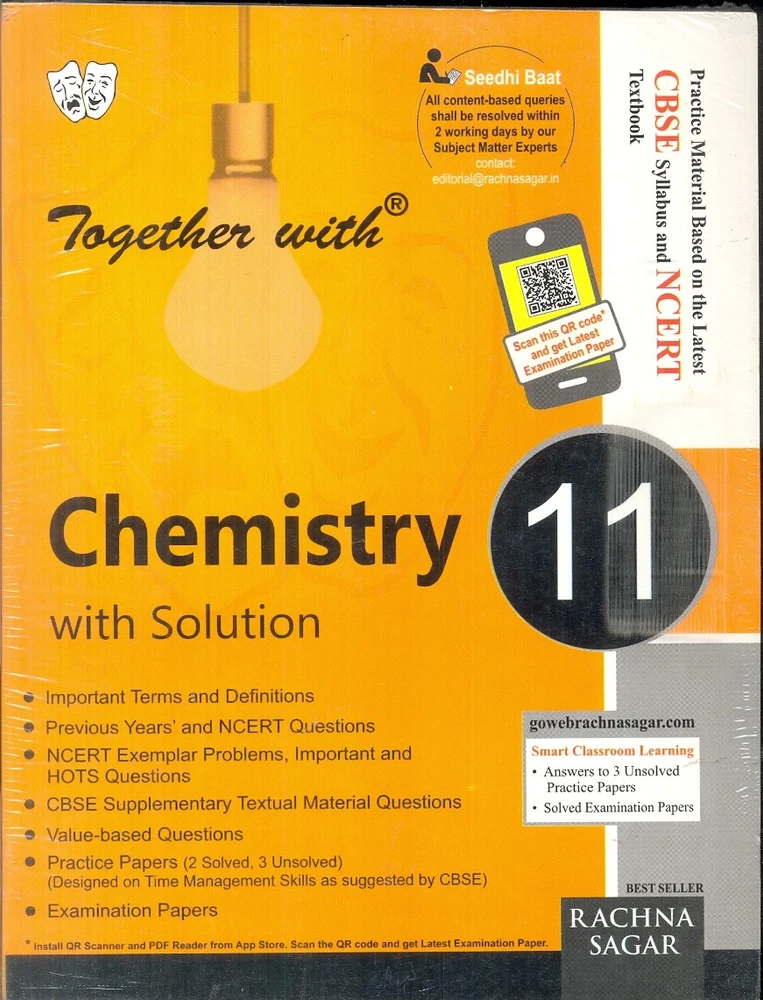 Seedhi Baat
All content-based queries
shall be resolved within
2 working days by our
Subject Matter Experts
contact:
editorial@rachnasagar.in
Practice Material Based on the Latest
CBSE Syllabus and NCERT
Textbook
Together with®
Scan this QR code*
and get Latest
Examination Paper
Chemistry
11
with Solution
• Important Terms and Definitions
• Previous Years' and NCERT Questions
• NCERT Exemplar Problems, Important and
HOTS Questions
• CBSE Supplementary Textual Material Questions
• Value-based Questions
• Practice Papers (2 Solved, 3 Unsolved)
(Designed on Time Management Skills as suggested by CBSE)
• Examination Papers
gowebrachnasagar.com
Smart Classroom Learning
• Answers to 3 Unsolved
Practice Papers
• Solved Examination Papers
* Install QR Scanner and PDF Reader from App Store. Scan the QR code and get Latest Examination Paper.
BEST SELLER
RACHNA
SAGAR